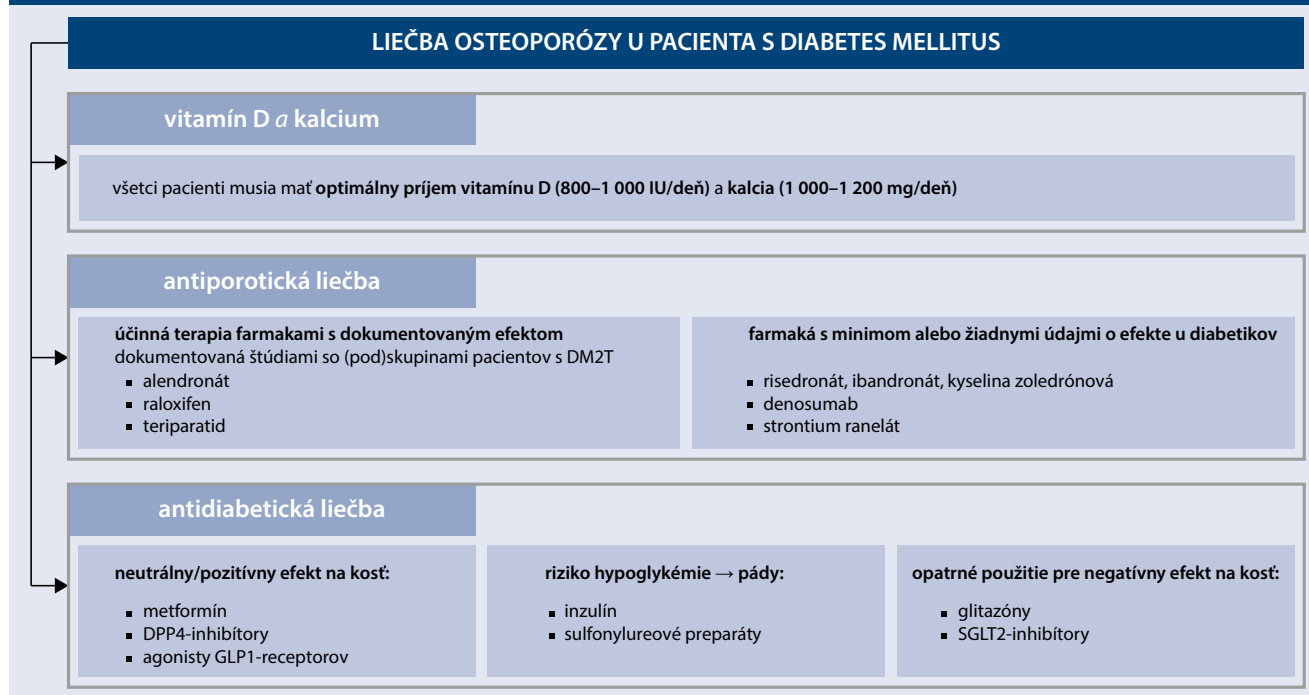 LIEČBA OSTEOPORÓZY U PACIENTA S DIABETES MELLITUS
vitamín D a kalcium
všetci pacienti musia mať optimálny príjem vitamínu D (800–1 000 IU/deň) a kalcia (1 000–1 200 mg/deň)
antiporotická liečba
účinná terapia farmakami s dokumentovaným efektom
dokumentovaná štúdiami so (pod)skupinami pacientov s DM2T
▪ alendronát
▪ raloxifen
▪ teriparatid
farmaká s minimom alebo žiadnymi údajmi o efekte u diabetikov
▪ risedronát, ibandronát, kyselina zoledrónová
▪ denosumab
▪ strontium ranelát
antidiabetická liečba
neutrálny/pozitívny efekt na kosť:
▪ metformín
▪ DPP4-inhibítory
▪ agonisty GLP1-receptorov
riziko hypoglykémie → pády:
▪ inzulín
▪ sulfonylureové preparáty
opatrné použitie pre negatívny efekt na kosť:
▪ glitazóny
▪ SGLT2-inhibítory